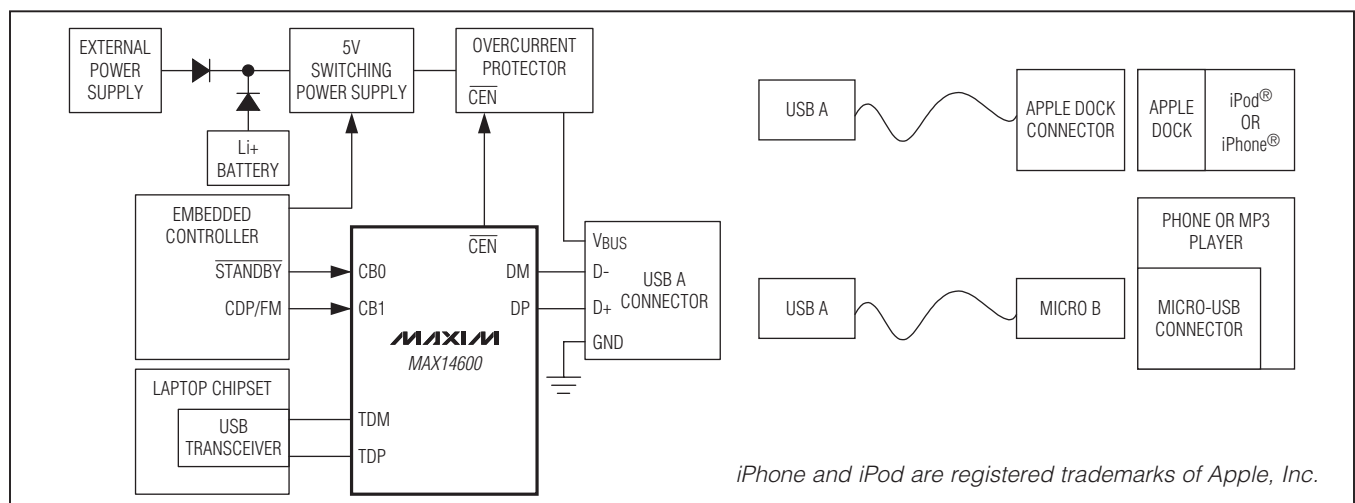 EXTERNAL
POWER
SUPPLY
5V
SWITCHING
POWER SUPPLY
OVERCURRENT
PROTECTOR
CEN
Li+
BATTERY
EMBEDDED
CONTROLLER
STANDBY
CDP/FM
CB0
CB1
CEN
DM
DP
MAXIM
MAX14600
TDM
TDP
LAPTOP CHIPSET
USB
TRANSCEIVER
VBUS
D-
D+
GND
USB A
CONNECTOR
USB A
APPLE DOCK
CONNECTOR
APPLE
DOCK
iPod®
OR
iPhone®
USB A
MICRO B
PHONE OR MP3
PLAYER
MICRO-USB
CONNECTOR
iPhone and iPod are registered trademarks of Apple, Inc.